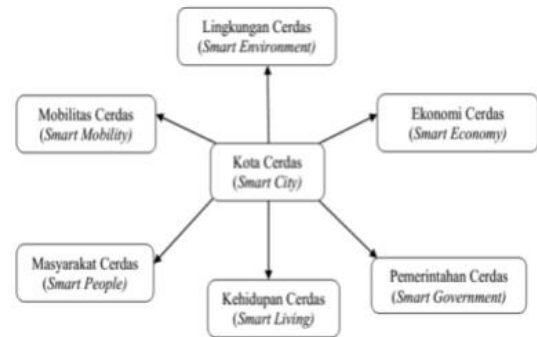 Lingkungan Cerdas
(Smart Environment)
Mobilitas Cerdas
(Smart Mobility)
Ekonomi Cerdas
(Smart Economy)
Kota Cerdas
(Smart City)
Masyarakat Cerdas
(Smart People)
Kehidupan Cerdas
(Smart Living)
Pemerintahan Cerdas
(Smart Government)